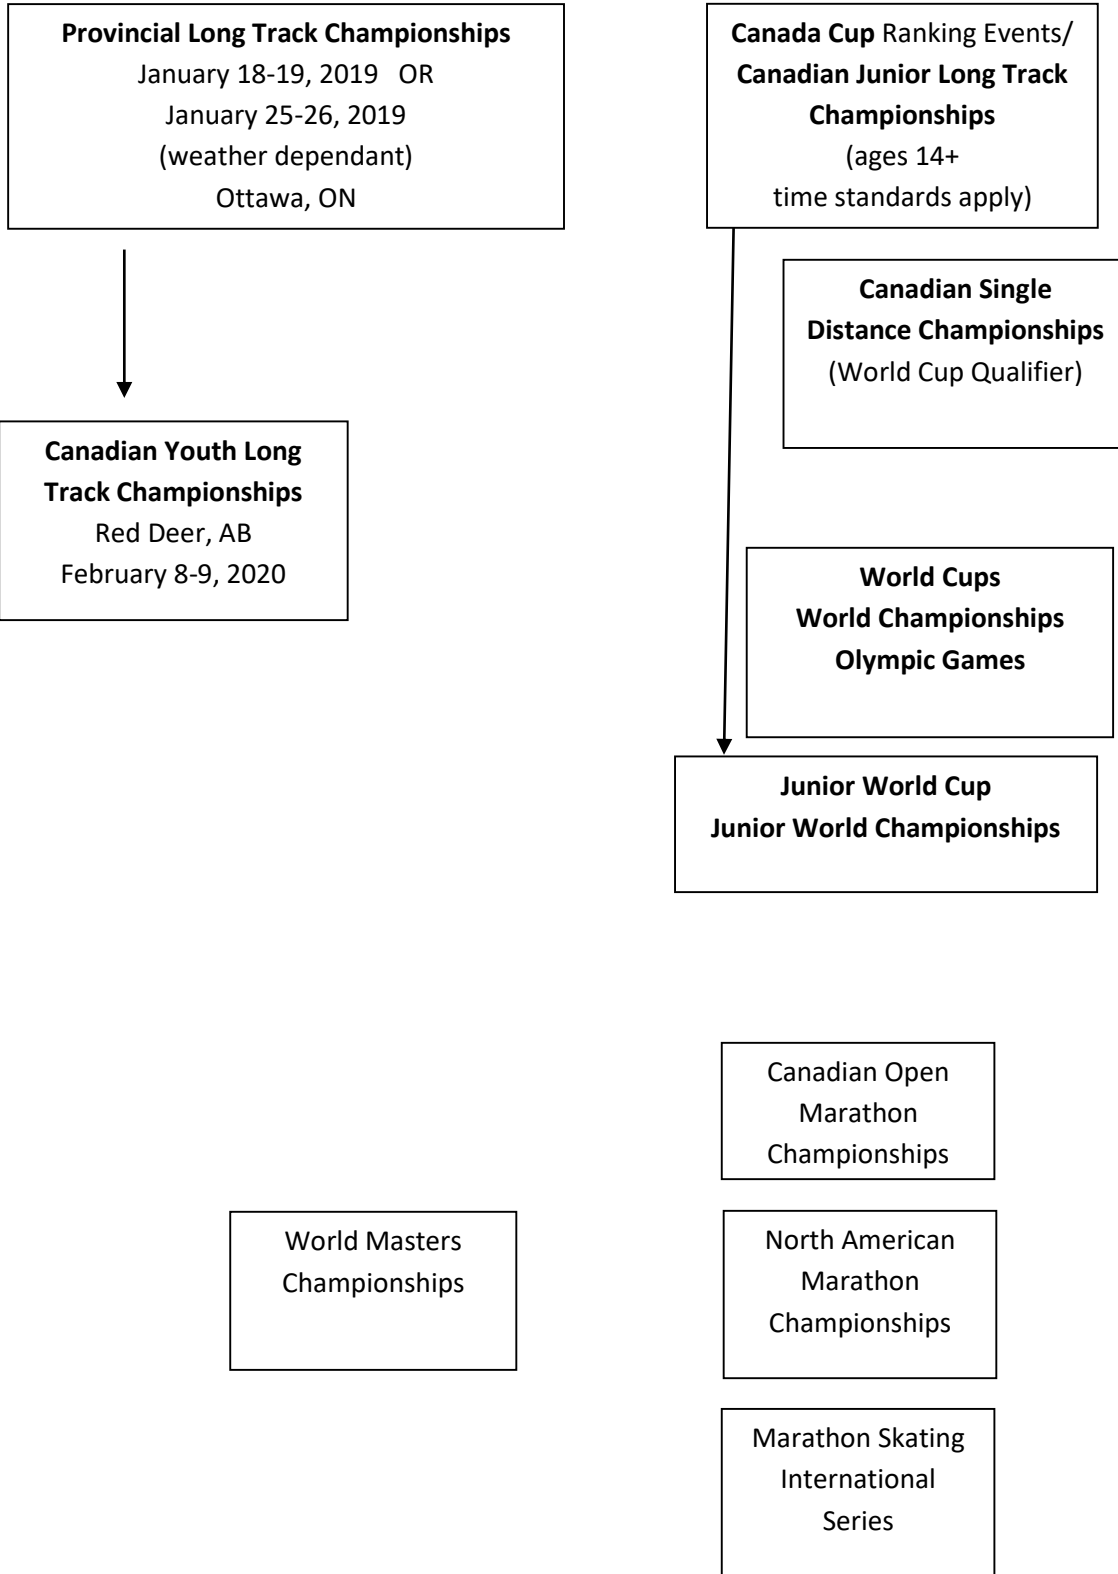 Provincial Long Track Championships
January 18-19, 2019   OR
January 25-26, 2019
(weather dependant)
Ottawa, ON
Canada Cup Ranking Events/
Canadian Junior Long Track
Championships
(ages 14+
time standards apply)
Canadian Single
Distance Championships
(World Cup Qualifier)
Canadian Youth Long
Track Championships
Red Deer, AB
February 8-9, 2020
World Cups
World Championships
Olympic Games
Junior World Cup
Junior World Championships
Canadian Open
Marathon
Championships
World Masters
Championships
North American
Marathon
Championships
Marathon Skating
International
Series